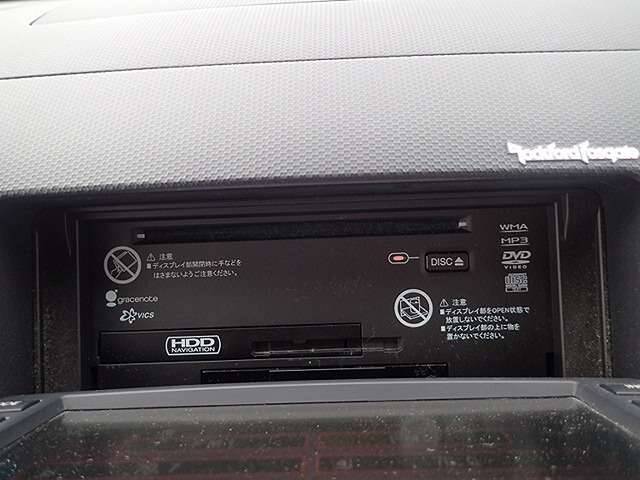 Rockford Fosgate
WMA
MP3
DVD
VIDEO
DISC
注意
■ディスプレイ部開閉時に手などを
はさまないようご注意ください。
gracenote
VICS
注意
■ディスプレイ部をOPEN状態で
放置しないでください。
■ディスプレイ部の上に物を
置かないでください。
HDD
NAVIGATION